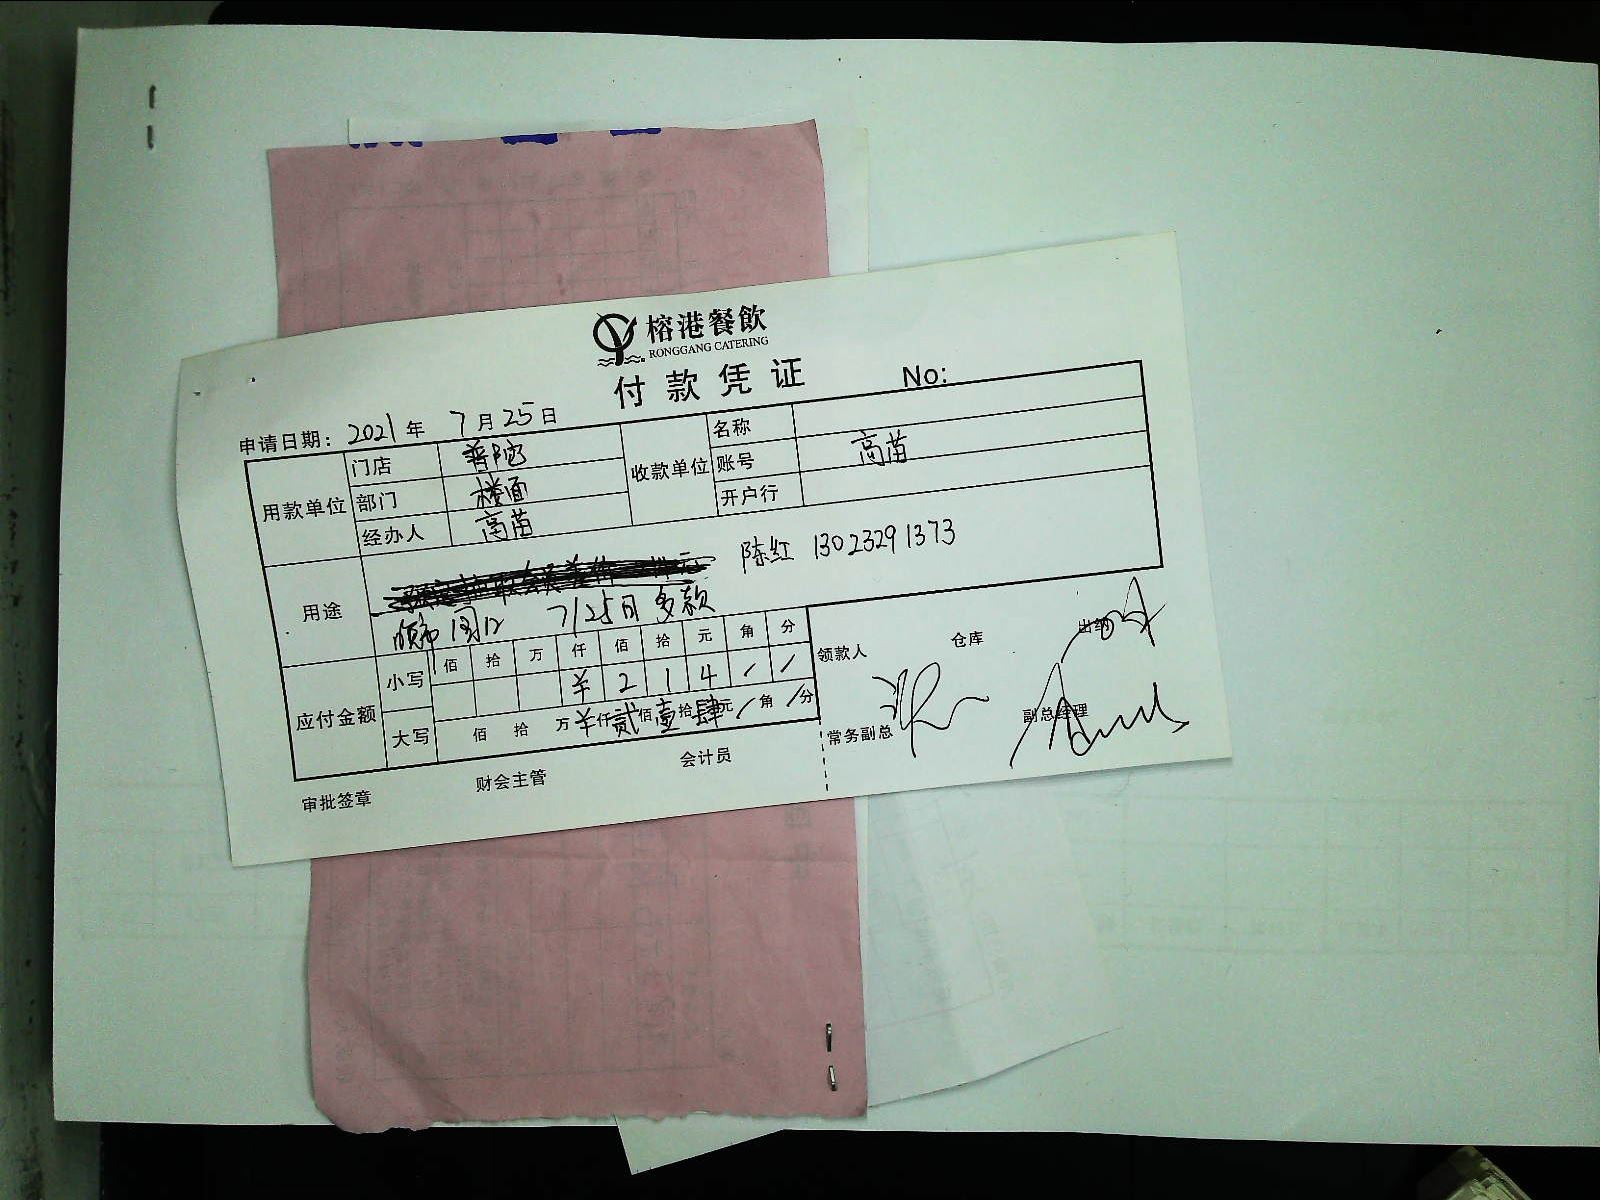 榕港餐飲
RONGGANG CATERING
付款凭证
No:
申请日期：2021年 7月25日
用款单位 门店 普陀 收款单位 名称
部门 楼面 账号 高苗
经办人 高苗 开户行
用途 陈红 13023291373
7/25日多款
应付金额 小写 佰 拾 万 仟 佰 拾 元 角 分
¥ 2 1 4 / /
大写 佰 拾 万 ¥仟 贰佰 壹拾 肆元 /角 /分
领款人 仓库 出纳
常务副总 副总经理
审批签章 财会主管 会计员